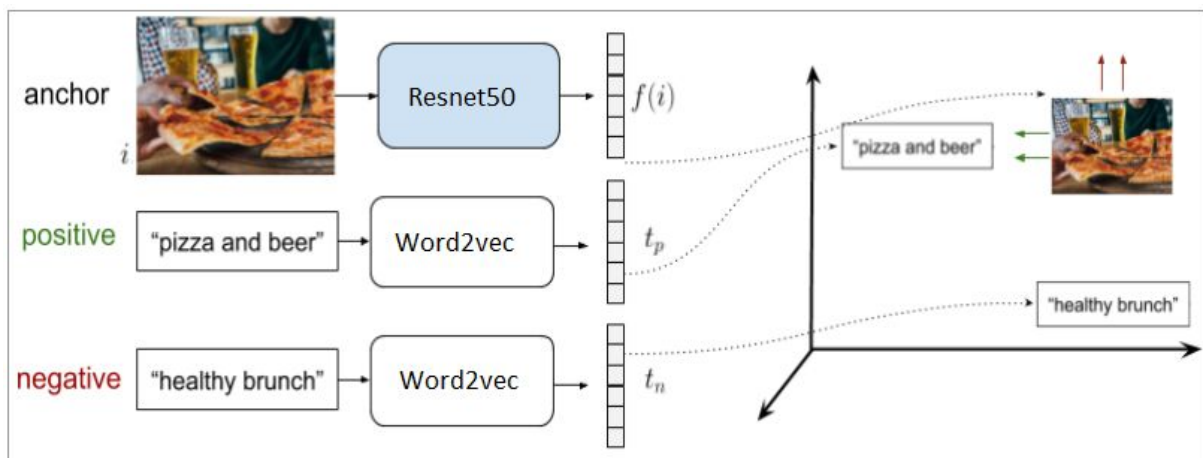 anchor
i
Resnet50
f(i)
positive
“pizza and beer”
Word2vec
t_p
negative
“healthy brunch”
Word2vec
t_n
“pizza and beer”
“healthy brunch”